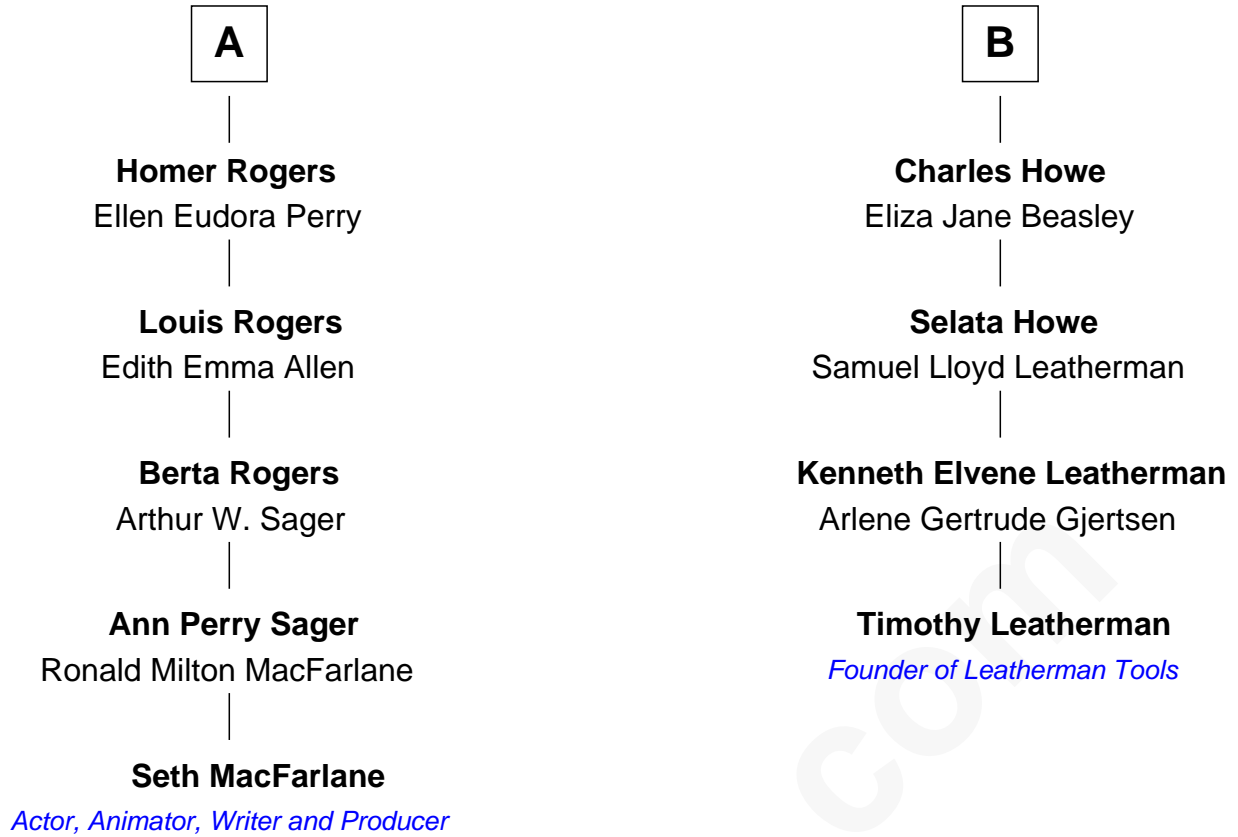 A
Homer Rogers
Ellen Eudora Perry
Louis Rogers
Edith Emma Allen
Berta Rogers
Arthur W. Sager
Ann Perry Sager
Ronald Milton MacFarlane
Seth MacFarlane
Actor, Animator, Writer and Producer
B
Charles Howe
Eliza Jane Beasley
Selata Howe
Samuel Lloyd Leatherman
Kenneth Elvene Leatherman
Arlene Gertrude Gjertsen
Timothy Leatherman
Founder of Leatherman Tools
com